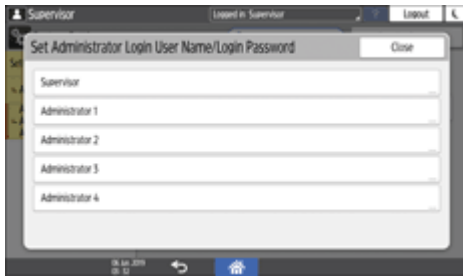 Supervisor
Logged in: Supervisor
?
Logout
Set Administrator Login User Name/Login Password
Close
Supervisor
Administrator 1
Administrator 2
Administrator 3
Administrator 4